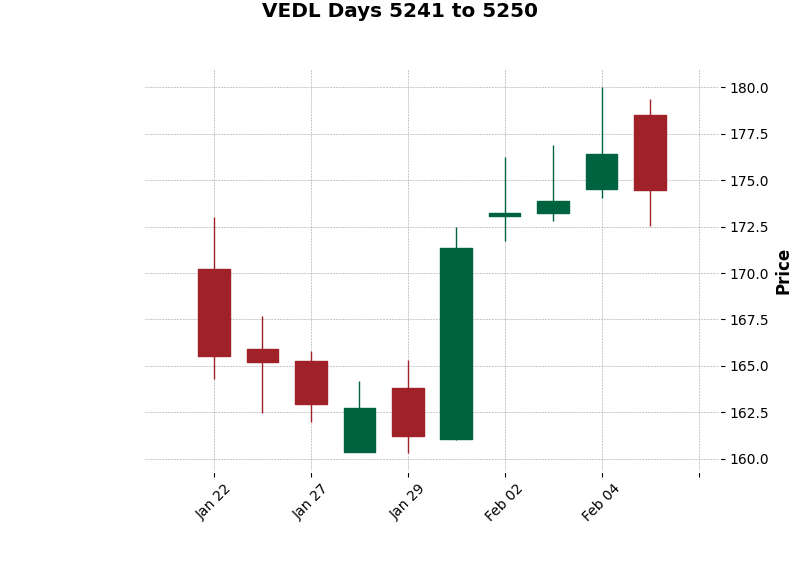 VEDL Days 5241 to 5250
180.0
177.5
175.0
172.5
170.0
167.5
165.0
162.5
160.0
Price
Jan 22
Jan 27
Jan 29
Feb 02
Feb 04